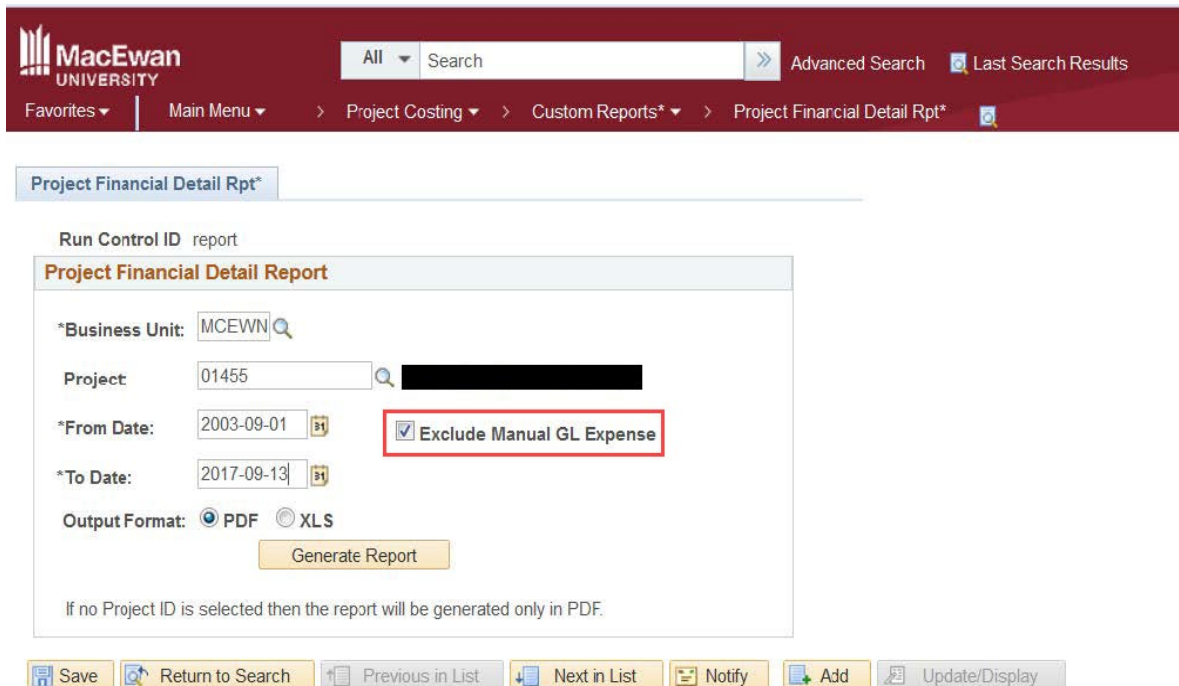 MacEwan
UNIVERSITY
All Search Advanced Search Last Search Results
Favorites Main Menu > Project Costing > Custom Reports* > Project Financial Detail Rpt*
Project Financial Detail Rpt*
Run Control ID report
Project Financial Detail Report
*Business Unit: MCEWN
Project: 01455
*From Date: 2003-09-01 31 Exclude Manual GL Expense
*To Date: 2017-09-13 31
Output Format: PDF XLS
Generate Report
If no Project ID is selected then the report will be generated only in PDF.
Save Return to Search Previous in List Next in List Notify Add Update/Display